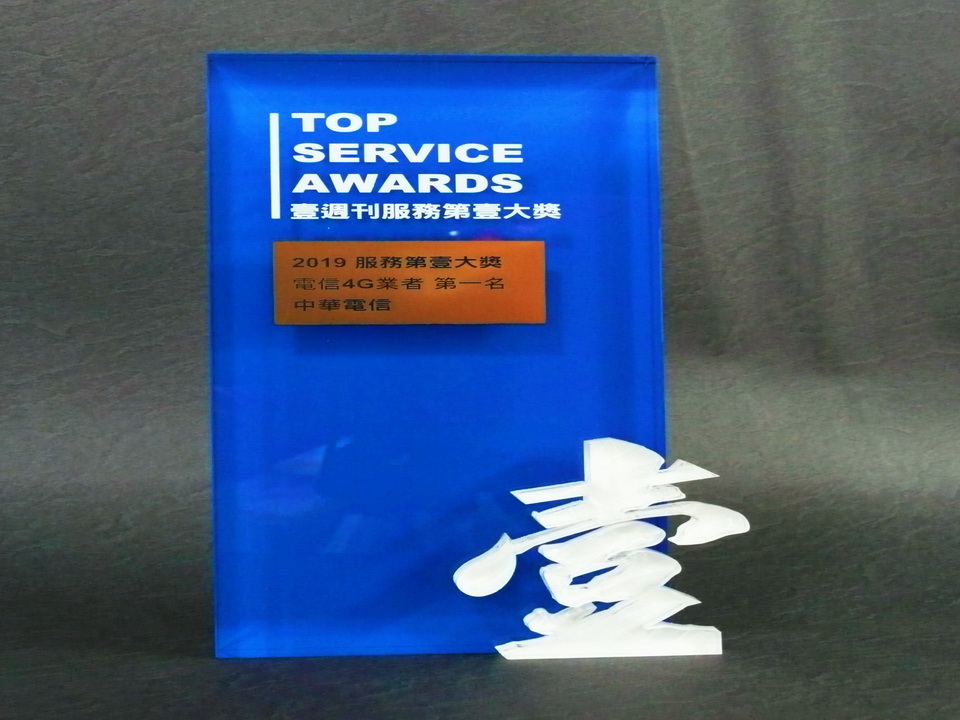 TOP
SERVICE
AWARDS
壹週刊服務第壹大獎
2019 服務第壹大獎
電信4G業者 第一名
中華電信
壹